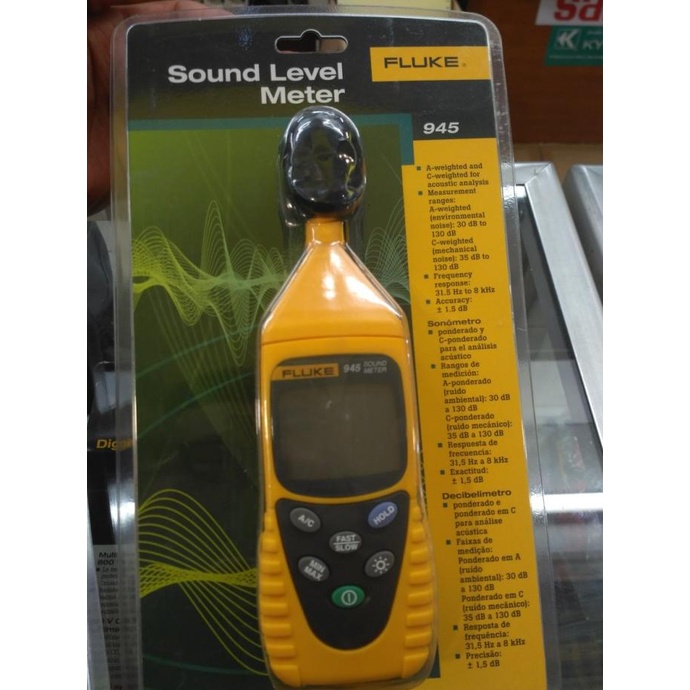 Sound Level
Meter
FLUKE
945
A-weighted and
C-weighted for
acoustic analysis
Measurement
ranges:
A-weighted
(environmental
noise): 30 dB to
130 dB
C-weighted
(mechanical
noise): 35 dB to
130 dB
Frequency
response:
31.5 Hz to 8 kHz
Accuracy:
± 1.5 dB
Sonómetro
ponderado y
C-ponderado
para el análisis
acústico
Rangos de
medición:
A-ponderado
(ruído
ambiental): 30 dB
a 130 dB
C-ponderado
(ruído mecánico):
35 dB a 130 dB
Respuesta de
frecuencia:
31,5 Hz a 8 kHz
Exactitud:
± 1,5 dB
Decibelímetro
ponderado e
ponderado em C
para análise
acústica
Faixas de
medição:
Ponderado em A
(ruído
ambiental): 30 dB
a 130 dB
Ponderado em C
(ruído mecânico):
35 dB a 130 dB
Resposta de
frequência:
31,5 Hz a 8 kHz
Precisão:
± 1,5 dB
FLUKE 945 SOUND
METER
A/C
HOLD
FAST
SLOW
MIN
MAX
Digi
Mult
800
KY